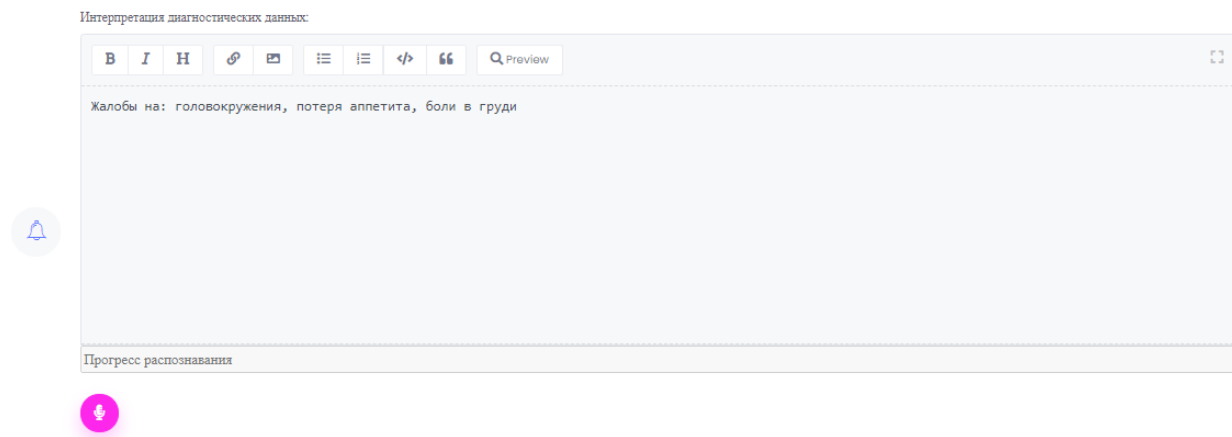 Интерпретация диагностических данных:
B I H Preview
Жалобы на: головокружения, потеря аппетита, боли в груди
Прогресс распознавания